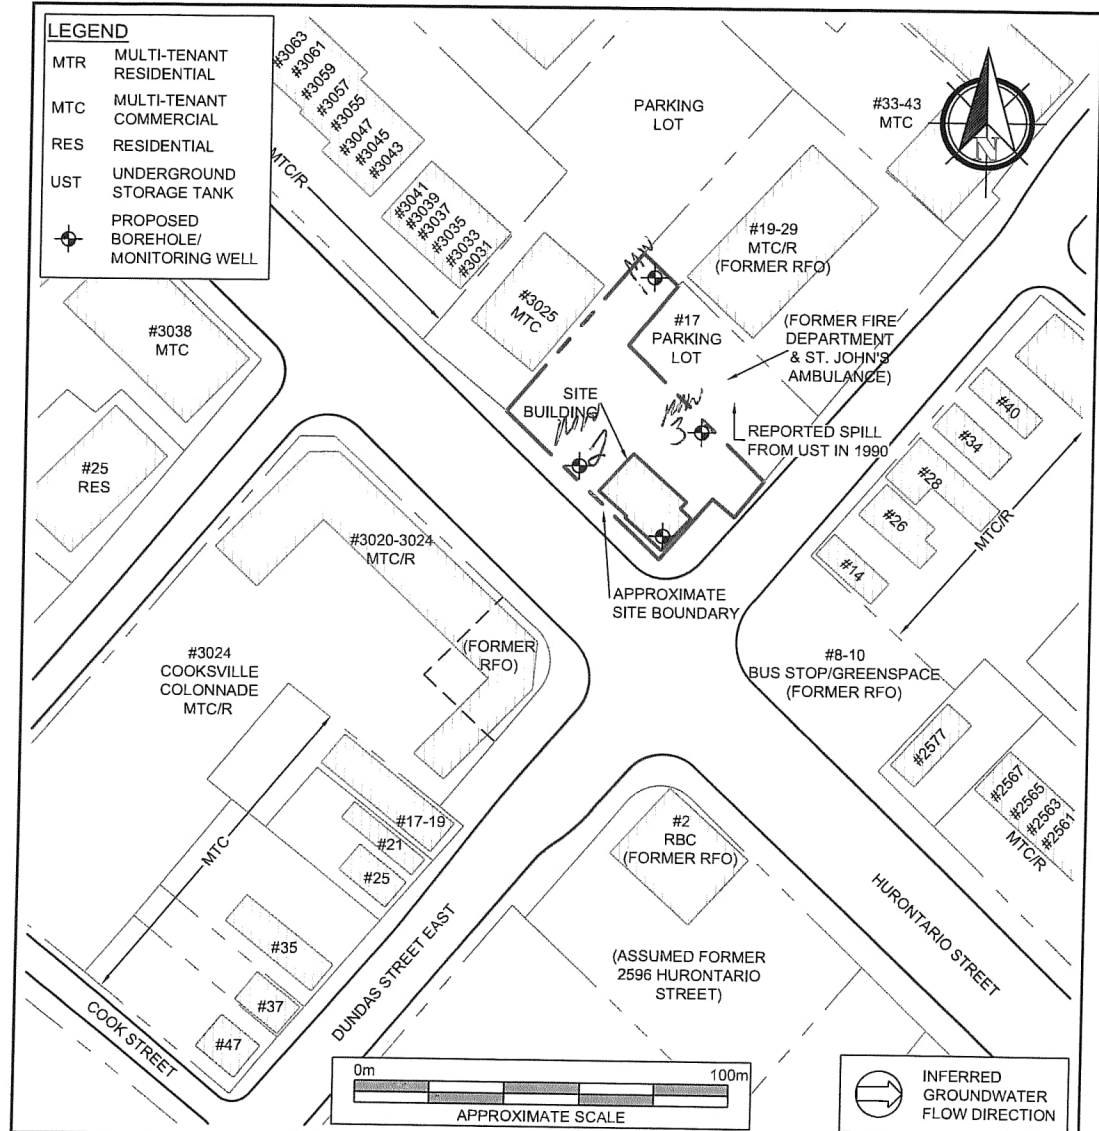 LEGEND
MTR MULTI-TENANT
RESIDENTIAL
MTC MULTI-TENANT
COMMERCIAL
RES RESIDENTIAL
UST UNDERGROUND
STORAGE TANK
PROPOSED
BOREHOLE/
MONITORING WELL
#3063
#3061
#3059
#3057
#3055
#3047
#3045
#3043
MTC/R
#3041
#3039
#3037
#3035
#3033
#3031
PARKING
LOT
#33-43
MTC
N
#19-29
MTC/R
(FORMER RFO)
MW
#3025
MTC
#17
PARKING
LOT
(FORMER FIRE
DEPARTMENT
& ST. JOHN'S
AMBULANCE)
#3038
MTC
SITE
BUILDING
MW
2
3
REPORTED SPILL
FROM UST IN 1990
#40
#34
#28
#26
#14
MTC/R
#25
RES
#3020-3024
MTC/R
APPROXIMATE
SITE BOUNDARY
(FORMER
RFO)
#3024
COOKSVILLE
COLONNADE
MTC/R
#8-10
BUS STOP/GREENSPACE
(FORMER RFO)
#2577
#2567
#2565
#2563
#2561
MTC/R
#17-19
#21
#25
MTC
#2
RBC
(FORMER RFO)
#35
#37
#47
(ASSUMED FORMER
2596 HURONTARIO
STREET)
HURONTARIO STREET
DUNDAS STREET EAST
COOK STREET
0m 100m
APPROXIMATE SCALE
INFERRED
GROUNDWATER
FLOW DIRECTION